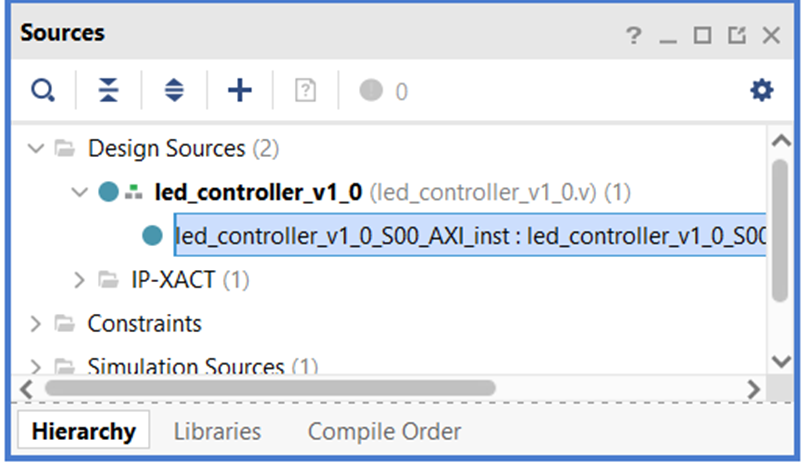 Sources
? 
0
Design Sources (2)
led_controller_v1_0 (led_controller_v1_0.v) (1)
led_controller_v1_0_S00_AXI_inst : led_controller_v1_0_S00
IP-XACT (1)
Constraints
Simulation Sources (1)
Hierarchy Libraries Compile Order